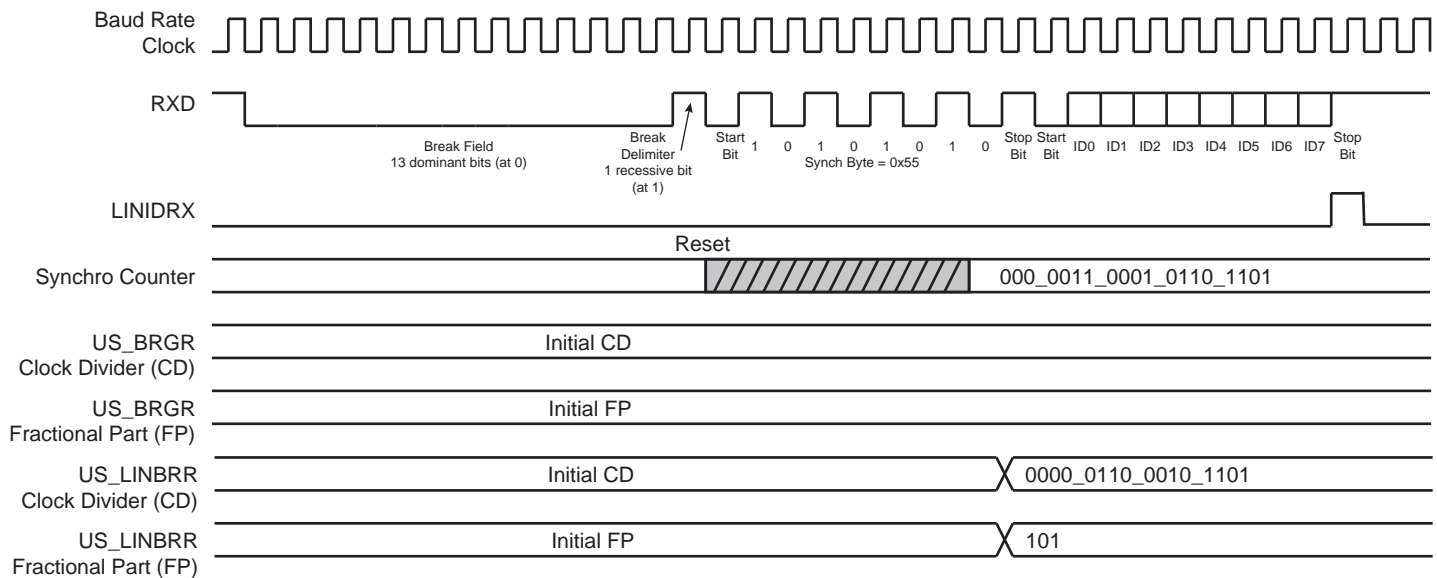 Baud Rate
Clock
RXD
Break Field
13 dominant bits (at 0)
Break
Delimiter
1 recessive bit
(at 1)
Start
Bit
1 0 1 0 1 0 1 0
Synch Byte = 0x55
Stop
Bit
Start
Bit
ID0 ID1 ID2 ID3 ID4 ID5 ID6 ID7
Stop
Bit
LINIDRX
Reset
Synchro Counter
000_0011_0001_0110_1101
US_BRGR
Clock Divider (CD)
Initial CD
US_BRGR
Fractional Part (FP)
Initial FP
US_LINBRR
Clock Divider (CD)
Initial CD
0000_0110_0010_1101
US_LINBRR
Fractional Part (FP)
Initial FP
101